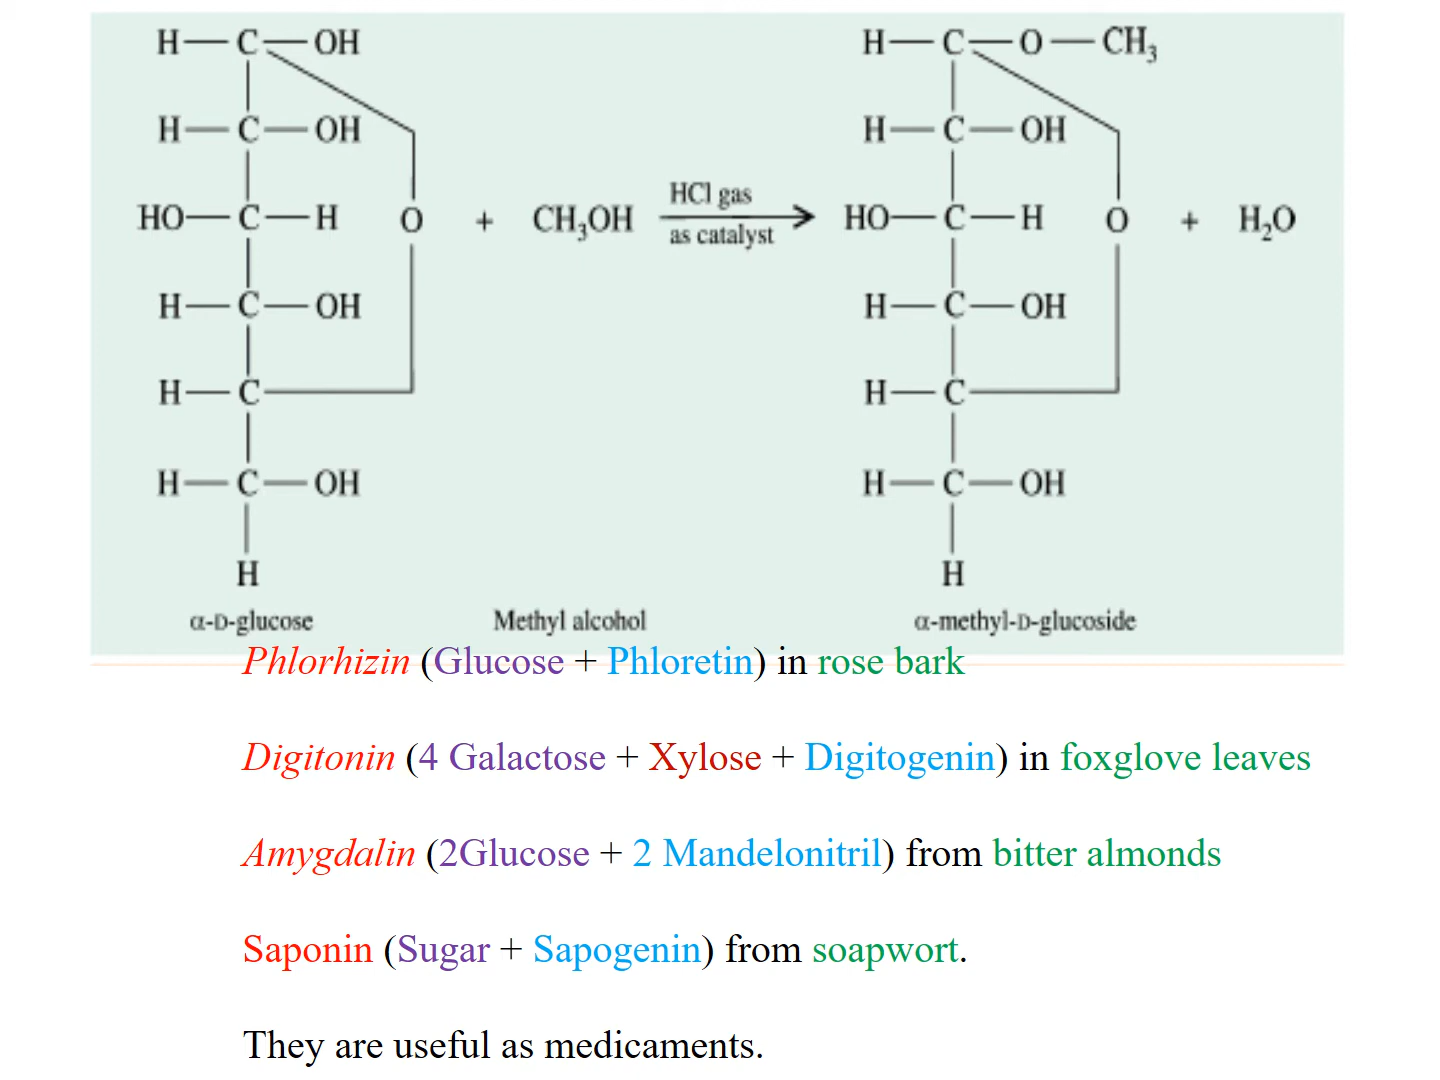 H—C—OH H—C—O—CH₃
H—C—OH H—C—OH
HCl gas
HO—C—H O + CH₃OH HO—C—H O + H₂O
as catalyst
H—C—OH H—C—OH
H—C H—C
H—C—OH H—C—OH
H H
α-D-glucose Methyl alcohol α-methyl-D-glucoside
Phlorhizin (Glucose + Phloretin) in rose bark
Digitonin (4 Galactose + Xylose + Digitogenin) in foxglove leaves
Amygdalin (2Glucose + 2 Mandelonitril) from bitter almonds
Saponin (Sugar + Sapogenin) from soapwort.
They are useful as medicaments.